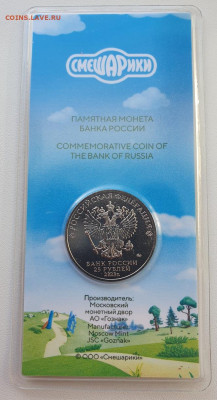 coins.lave.ru
СМЕШАРИКИ
ПАМЯТНАЯ МОНЕТА
БАНКА РОССИИ
COMMEMORATIVE COIN OF
THE BANK OF RUSSIA
РОССИЙСКАЯ ФЕДЕРАЦИЯ
БАНК РОССИИ
25 РУБЛЕЙ
2023г.
Производитель:
Московский
монетный двор
АО «Гознак»
Manufacturer:
Moscow Mint
JSC «Goznak»
© ООО «Смешарики»